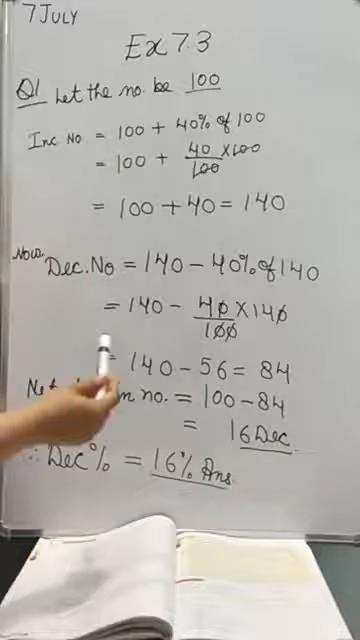 7 JULY
Ex 7.3
Q1 Let the no. be 100
Inc No = 100 + 40% of 100
= 100 + 40/100 × 100
= 100 + 40 = 140
Now Dec. No = 140 - 40% of 140
= 140 - 40/100 × 140
= 140 - 56 = 84
Net no. = 100 - 84
= 16 Dec
∴ Dec% = 16% Ans.